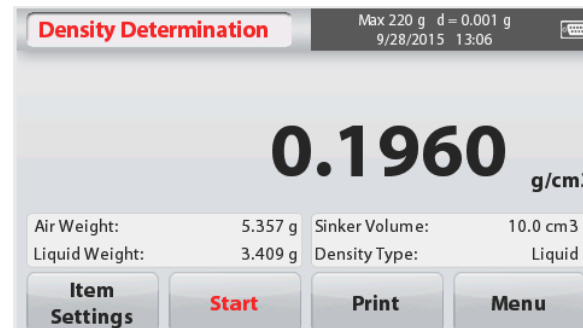 Density Determination
Max 220 g d = 0.001 g
9/28/2015 13:06
0.1960
g/cm3
Air Weight: 5.357 g Sinker Volume: 10.0 cm3
Liquid Weight: 3.409 g Density Type: Liquid
Item Settings
Start
Print
Menu